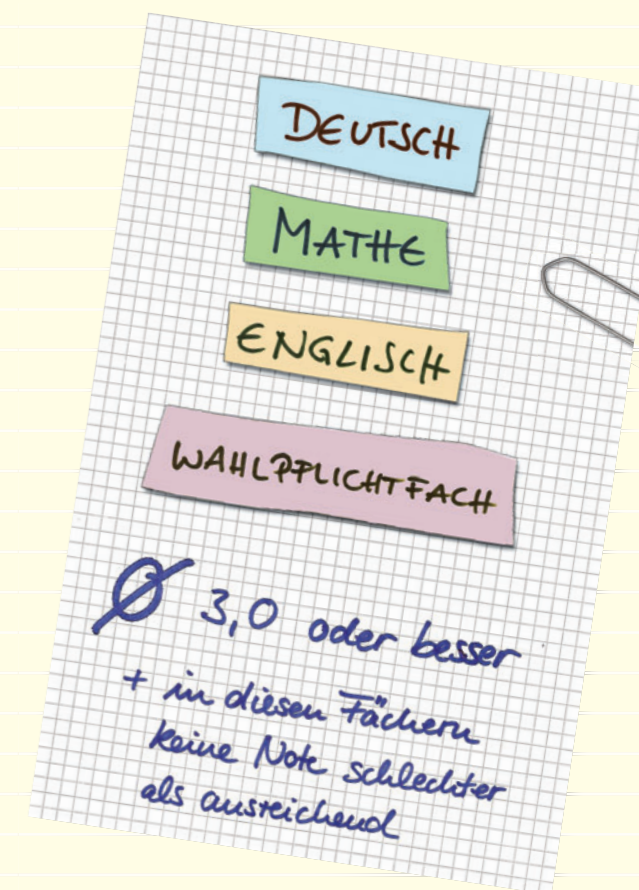 DEUTSCH
MATHE
ENGLISCH
WAHLPFLICHTFACH
Ø 3,0 oder besser
+ in diesen Fächern
keine Note schlechter
als ausreichend